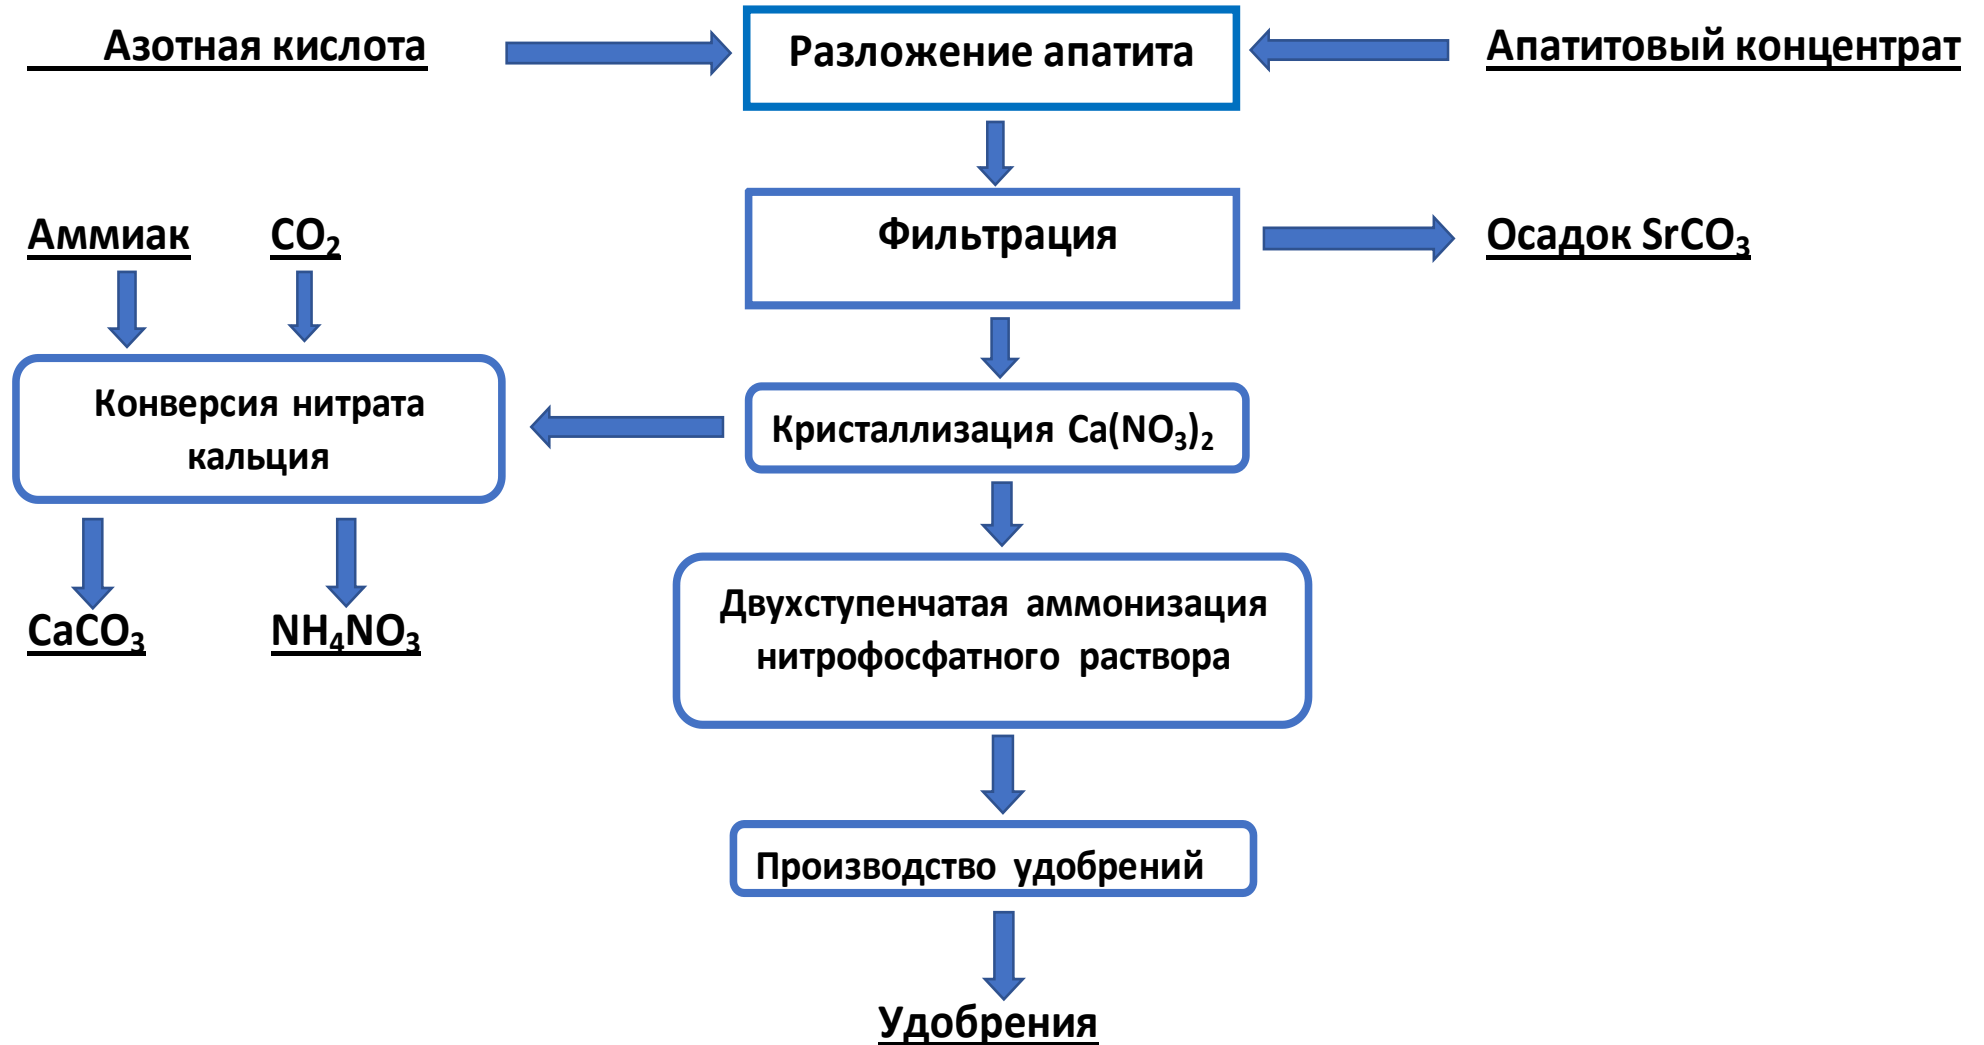 Азотная кислота
Разложение апатита
Апатитовый концентрат
Аммиак
CO₂
Фильтрация
Осадок SrCO₃
Конверсия нитрата
кальция
Кристаллизация Ca(NO₃)₂
CaCO₃
NH₄NO₃
Двухступенчатая аммонизация
нитрофосфатного раствора
Производство удобрений
Удобрения